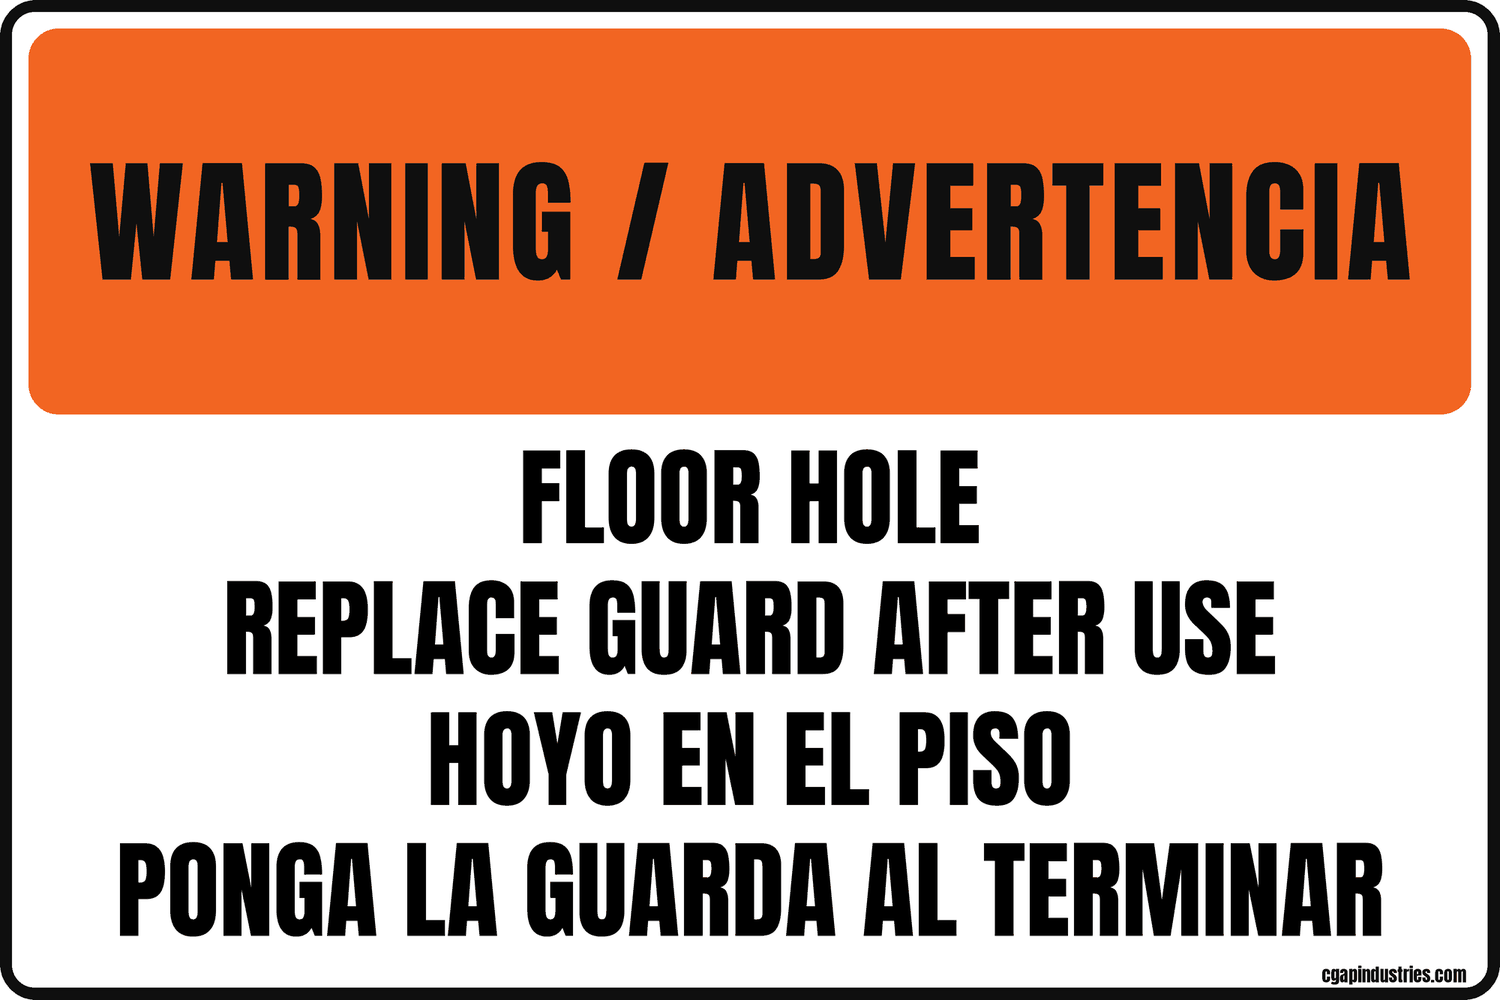 WARNING / ADVERTENCIA
FLOOR HOLE
REPLACE GUARD AFTER USE
HOYO EN EL PISO
PONGA LA GUARDA AL TERMINAR
cgapindustries.com